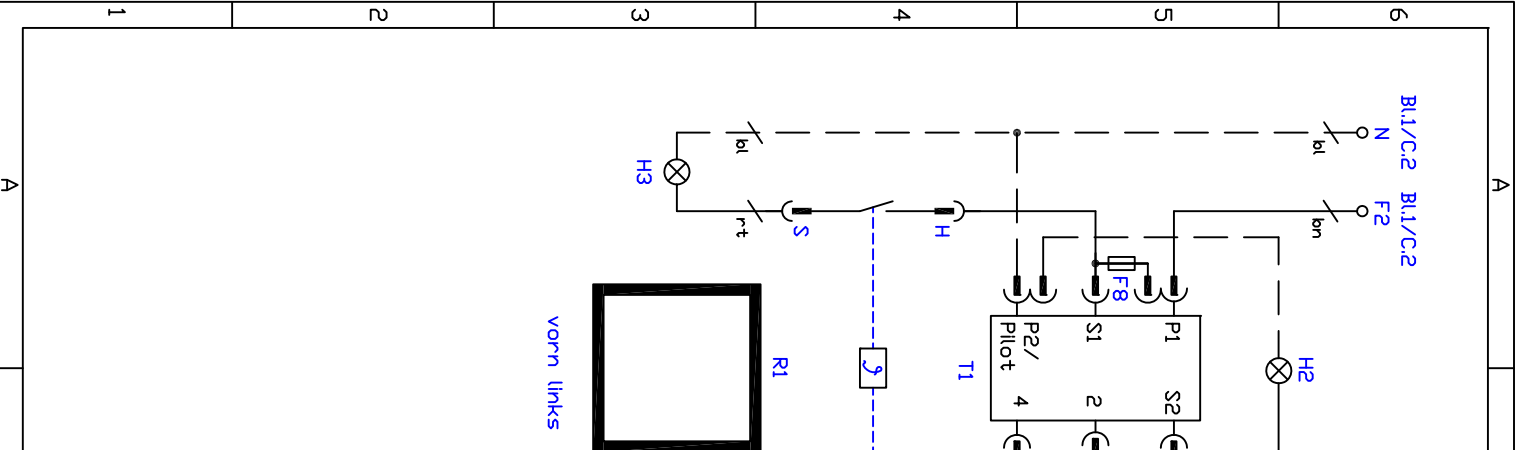 1
2
3
4
5
6
Bl.1/C.2
N
bl
bl
A
A
H3
Bl.1/C.2
F2
bn
rt
S
H
F8
P1
S1
P2/
Pilot
vorn links
R1
ϑ
T1
H2
S2
2
4